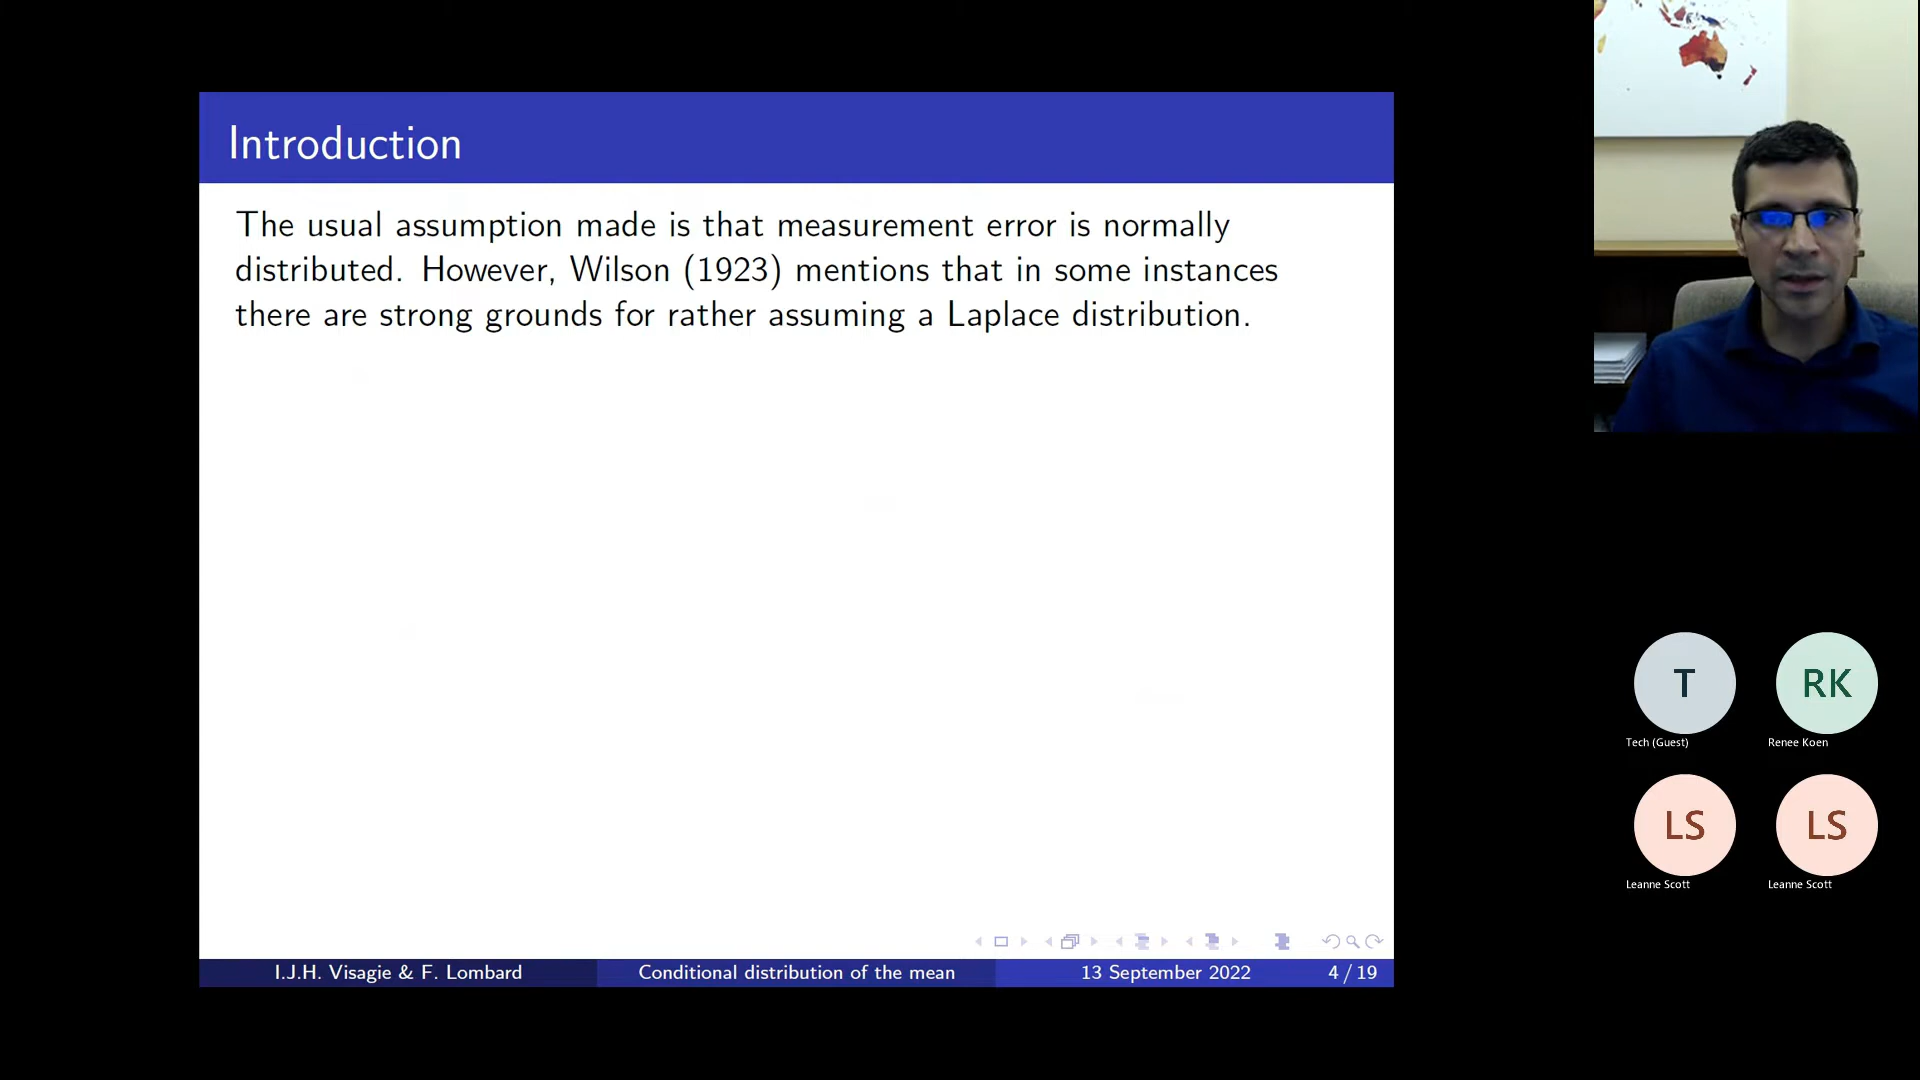 Introduction
The usual assumption made is that measurement error is normally
distributed. However, Wilson (1923) mentions that in some instances
there are strong grounds for rather assuming a Laplace distribution.
I.J.H. Visagie & F. Lombard
Conditional distribution of the mean
13 September 2022
4 / 19
T
Tech (Guest)
RK
Renee Koen
LS
Leanne Scott
LS
Leanne Scott